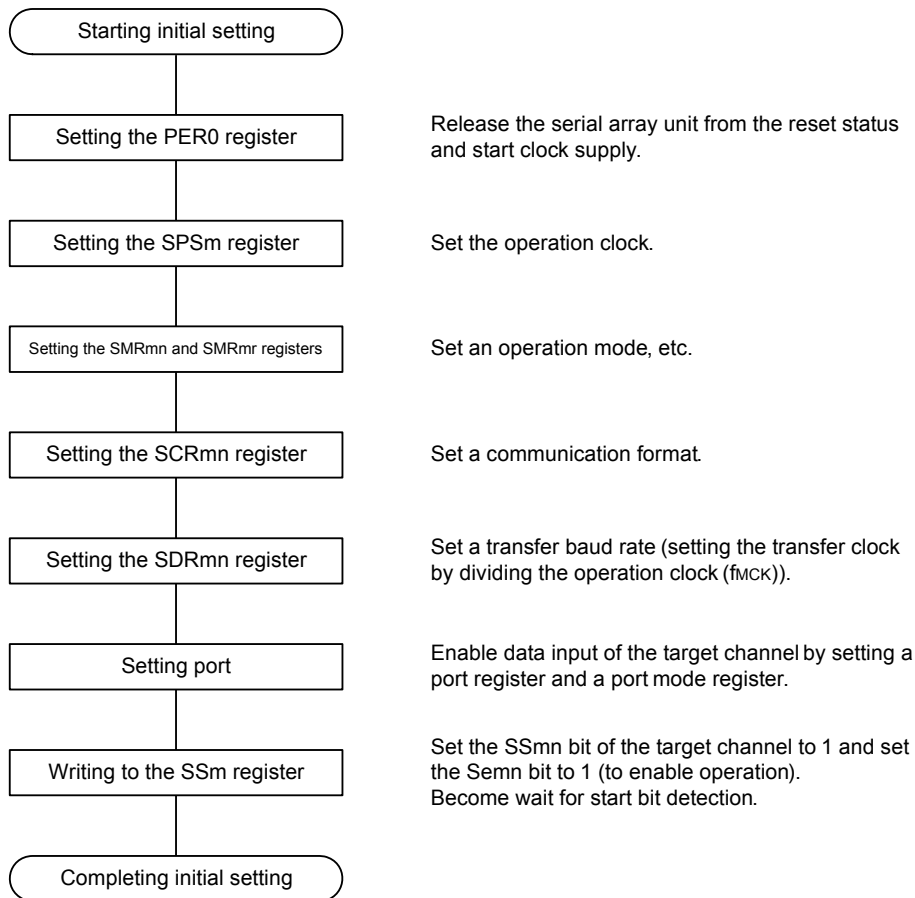 Starting initial setting
Setting the PER0 register
Release the serial array unit from the reset status
and start clock supply.
Setting the SPSm register
Set the operation clock.
Setting the SMRmn and SMRmr registers
Set an operation mode, etc.
Setting the SCRmn register
Set a communication format.
Setting the SDRmn register
Set a transfer baud rate (setting the transfer clock
by dividing the operation clock (fMCK)).
Setting port
Enable data input of the target channel by setting a
port register and a port mode register.
Writing to the SSm register
Set the SSmn bit of the target channel to 1 and set
the Semn bit to 1 (to enable operation).
Become wait for start bit detection.
Completing initial setting